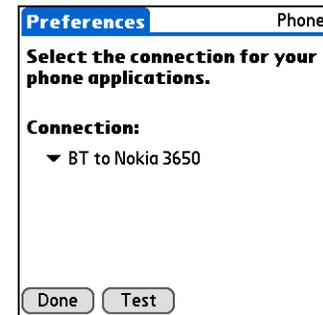 Preferences Phone
Select the connection for your
phone applications.
Connection:
BT to Nokia 3650
Done Test